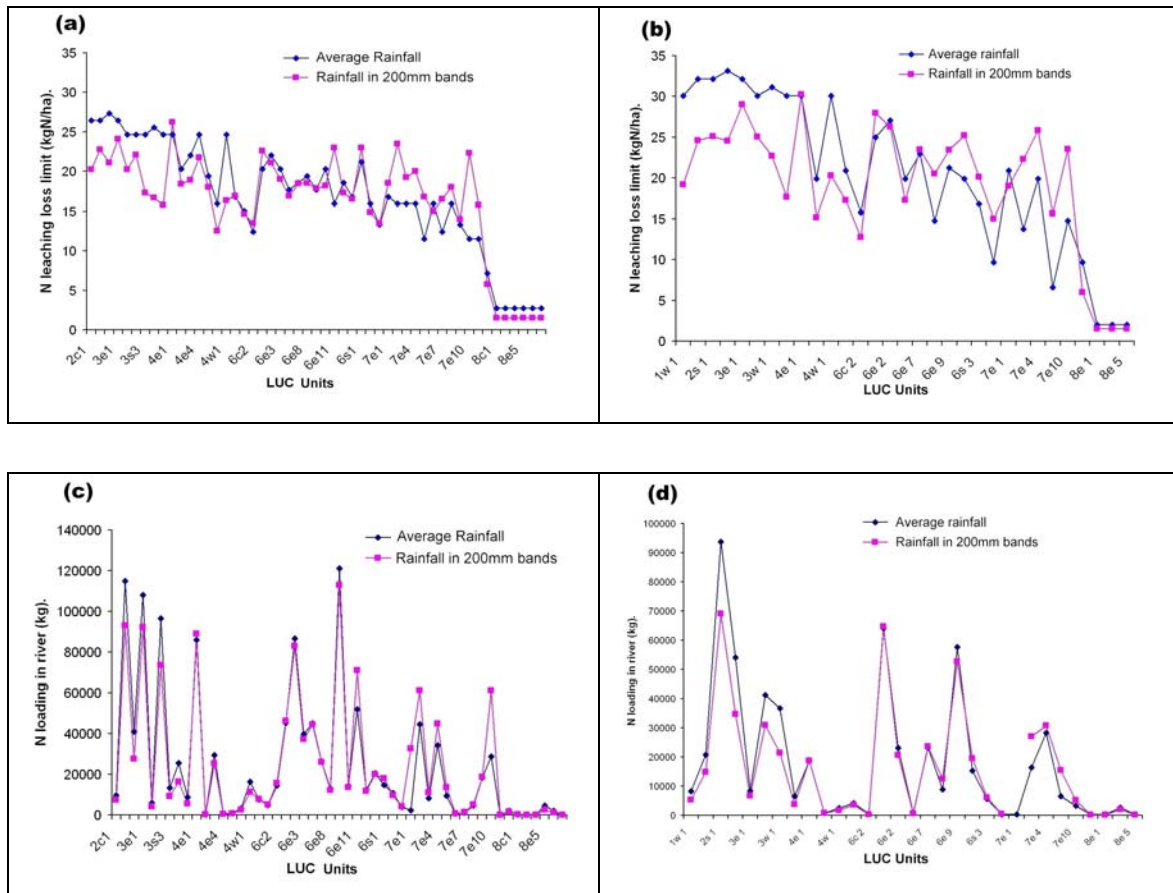 (a)
Average Rainfall
Rainfall in 200mm bands
N leaching loss limit (kgN/ha).
35
30
25
20
15
10
5
0
2c1 3e1 3s3 4e1 4e4 4w1 6c2 6e3 6e8 6e11 6s1 7e1 7e4 7e7 7e10 8c1 8e5
LUC Units
(b)
Average rainfall
Rainfall in 200mm bands
N leaching loss limit (kgN/ha).
35
30
25
20
15
10
5
0
1w 1 2s 1 3e 1 3w 1 4e 1 4w 1 6c 2 6e 2 6e 7 6e 9 6s 3 7e 1 7e 4 7e10 8e 1 8e 5
LUC Units
(c)
Average Rainfall
Rainfall in 200mm bands
N loading in river (kg).
140000
120000
100000
80000
60000
40000
20000
0
2c1 3e1 3s3 4e1 4e4 4w1 6c2 6e3 6e8 6e11 6s1 7e1 7e4 7e7 7e10 8c1 8e5
LUC Units
(d)
Average rainfall
Rainfall in 200mm bands
N loading in river (kg).
100000
90000
80000
70000
60000
50000
40000
30000
20000
10000
0
1w 1 2s 1 3e 1 3w 1 4e 1 4w 1 6c 2 6e 2 6e 7 6e 9 6s 3 7e 1 7e 4 7e10 8e 1 8e 5
LUC Units